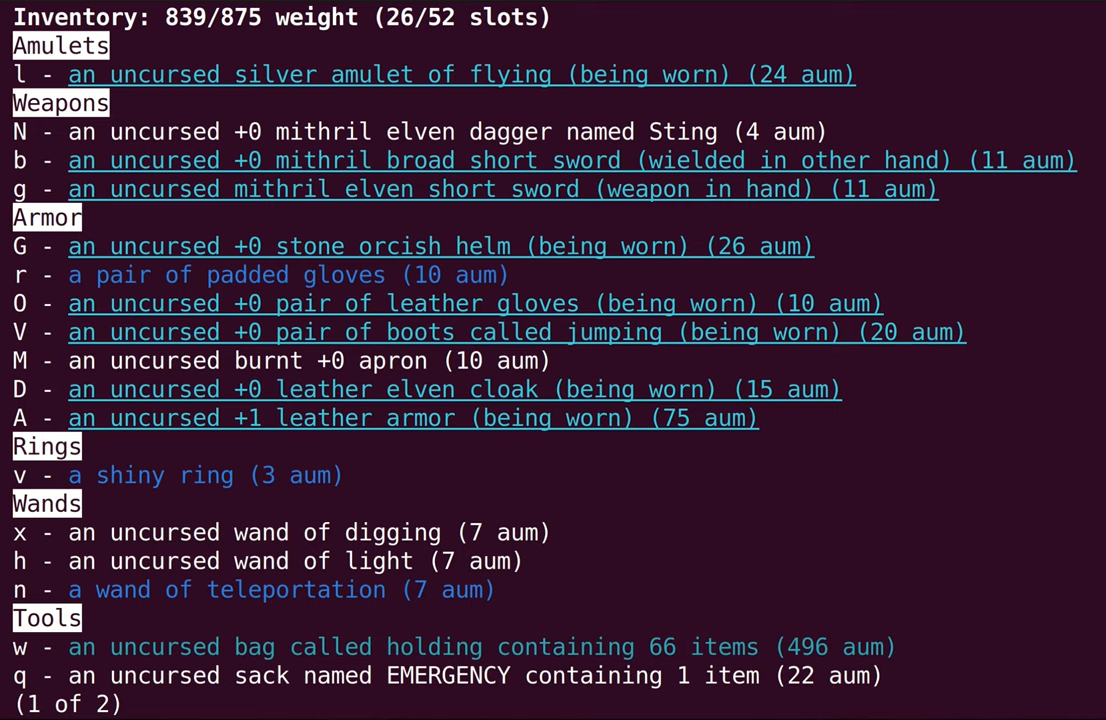 Inventory: 839/875 weight (26/52 slots)
Amulets
l - an uncursed silver amulet of flying (being worn) (24 aum)
Weapons
N - an uncursed +0 mithril elven dagger named Sting (4 aum)
b - an uncursed +0 mithril broad short sword (wielded in other hand) (11 aum)
g - an uncursed mithril elven short sword (weapon in hand) (11 aum)
Armor
G - an uncursed +0 stone orcish helm (being worn) (26 aum)
r - a pair of padded gloves (10 aum)
O - an uncursed +0 pair of leather gloves (being worn) (10 aum)
V - an uncursed +0 pair of boots called jumping (being worn) (20 aum)
M - an uncursed burnt +0 apron (10 aum)
D - an uncursed +0 leather elven cloak (being worn) (15 aum)
A - an uncursed +1 leather armor (being worn) (75 aum)
Rings
v - a shiny ring (3 aum)
Wands
x - an uncursed wand of digging (7 aum)
h - an uncursed wand of light (7 aum)
n - a wand of teleportation (7 aum)
Tools
w - an uncursed bag called holding containing 66 items (496 aum)
q - an uncursed sack named EMERGENCY containing 1 item (22 aum)
(1 of 2)